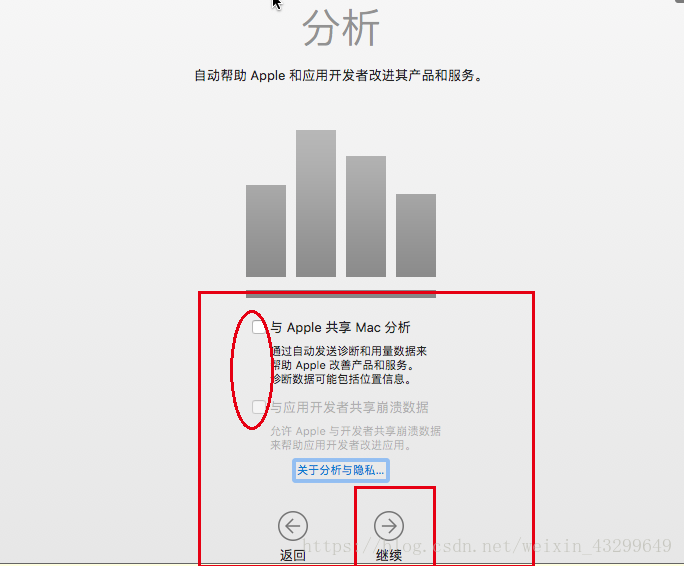 分析
自动帮助 Apple 和应用开发者改进其产品和服务。
与 Apple 共享 Mac 分析
通过自动发送诊断和用量数据来
帮助 Apple 改善产品和服务。
诊断数据可能包括位置信息。
与应用开发者共享崩溃数据
允许 Apple 与开发者共享崩溃数据
来帮助应用开发者改进应用。
关于分析与隐私...
返回
继续
https://blog.csdn.net/weixin_43299649